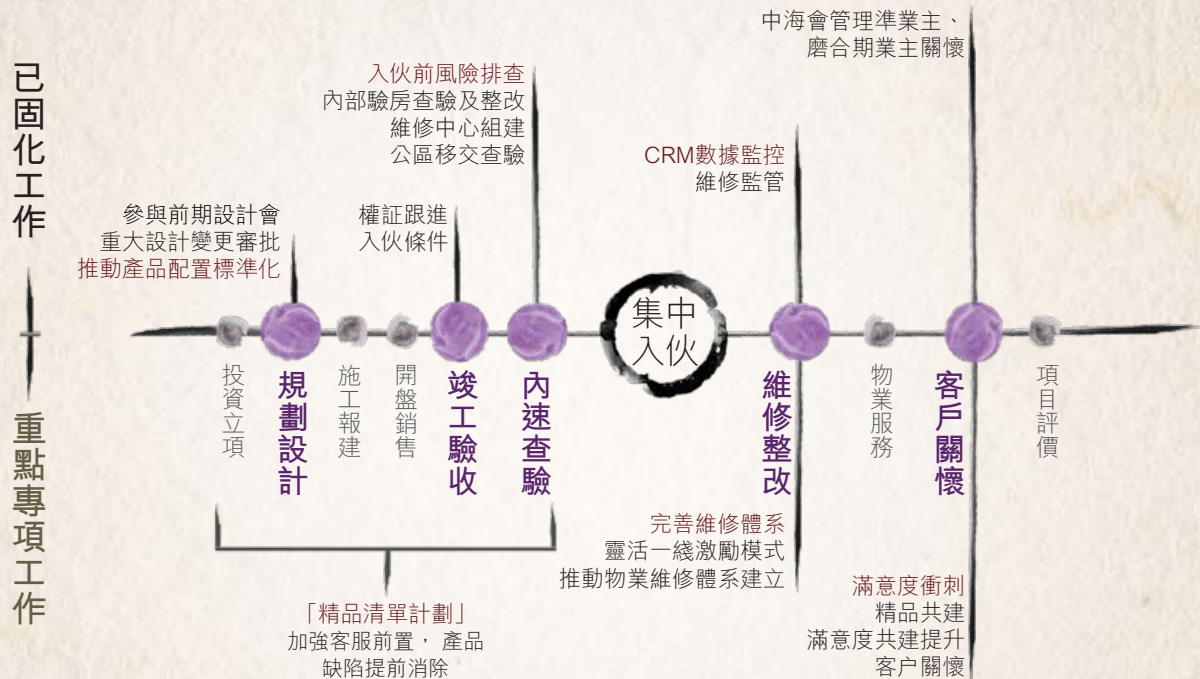 已固化工作
重點專項工作
中海會管理準業主、
磨合期業主關懷
入伙前風險排查
內部驗房查驗及整改
維修中心組建
公區移交查驗
CRM數據監控
維修監管
參與前期設計會
重大設計變更審批
推動產品配置標準化
權証跟進
入伙條件
集中
入伙
投資立項
規劃設計
施工報建
開盤銷售
竣工驗收
內速查驗
維修整改
物業服務
客戶關懷
項目評價
「精品清單計劃」
加強客服前置， 產品
缺陷提前消除
完善維修體系
靈活一綫激勵模式
推動物業維修體系建立
滿意度衝刺
精品共建
滿意度共建提升
客户關懷